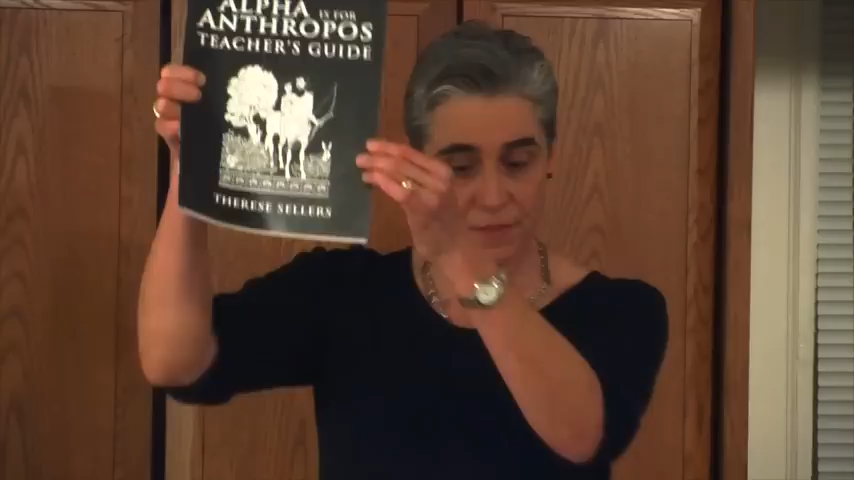 ALPHA IS FOR
ANTHROPOS
TEACHER'S GUIDE
THERESE SELLERS